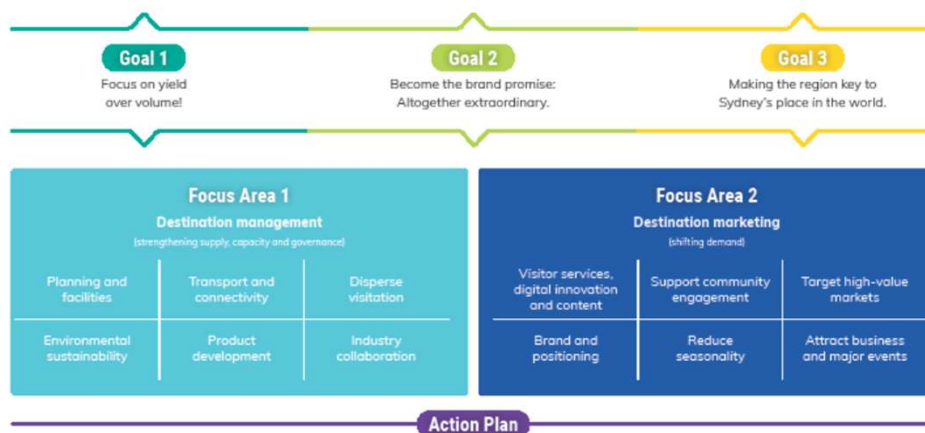 Goal 1
Focus on yield
over volume!
Goal 2
Become the brand promise:
Altogether extraordinary.
Goal 3
Making the region key to
Sydney's place in the world.
Focus Area 1
Destination management
(strengthening supply, capacity and governance)
Planning and
facilities
Transport and
connectivity
Disperse
visitation
Environmental
sustainability
Product
development
Industry
collaboration
Focus Area 2
Destination marketing
(shifting demand)
Visitor services,
digital innovation
and content
Support community
engagement
Target high-value
markets
Brand and
positioning
Reduce
seasonality
Attract business
and major events
Action Plan